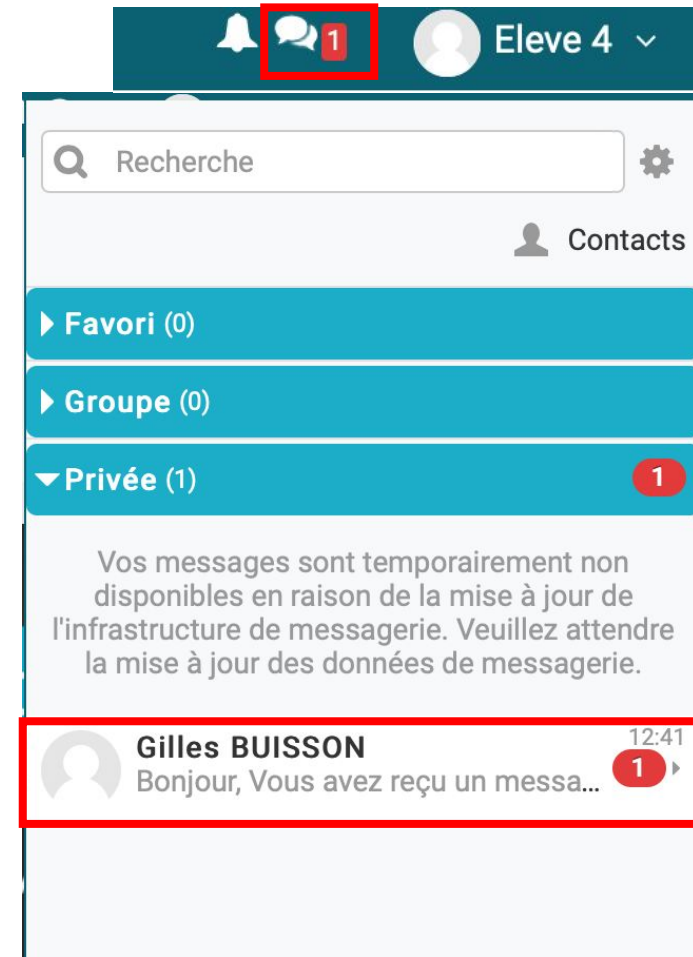 1 Eleve 4
Recherche
Contacts
Favori (0)
Groupe (0)
Privée (1) 1
Vos messages sont temporairement non
disponibles en raison de la mise à jour de
l'infrastructure de messagerie. Veuillez attendre
la mise à jour des données de messagerie.
Gilles BUISSON 12:41
Bonjour, Vous avez reçu un messa... 1